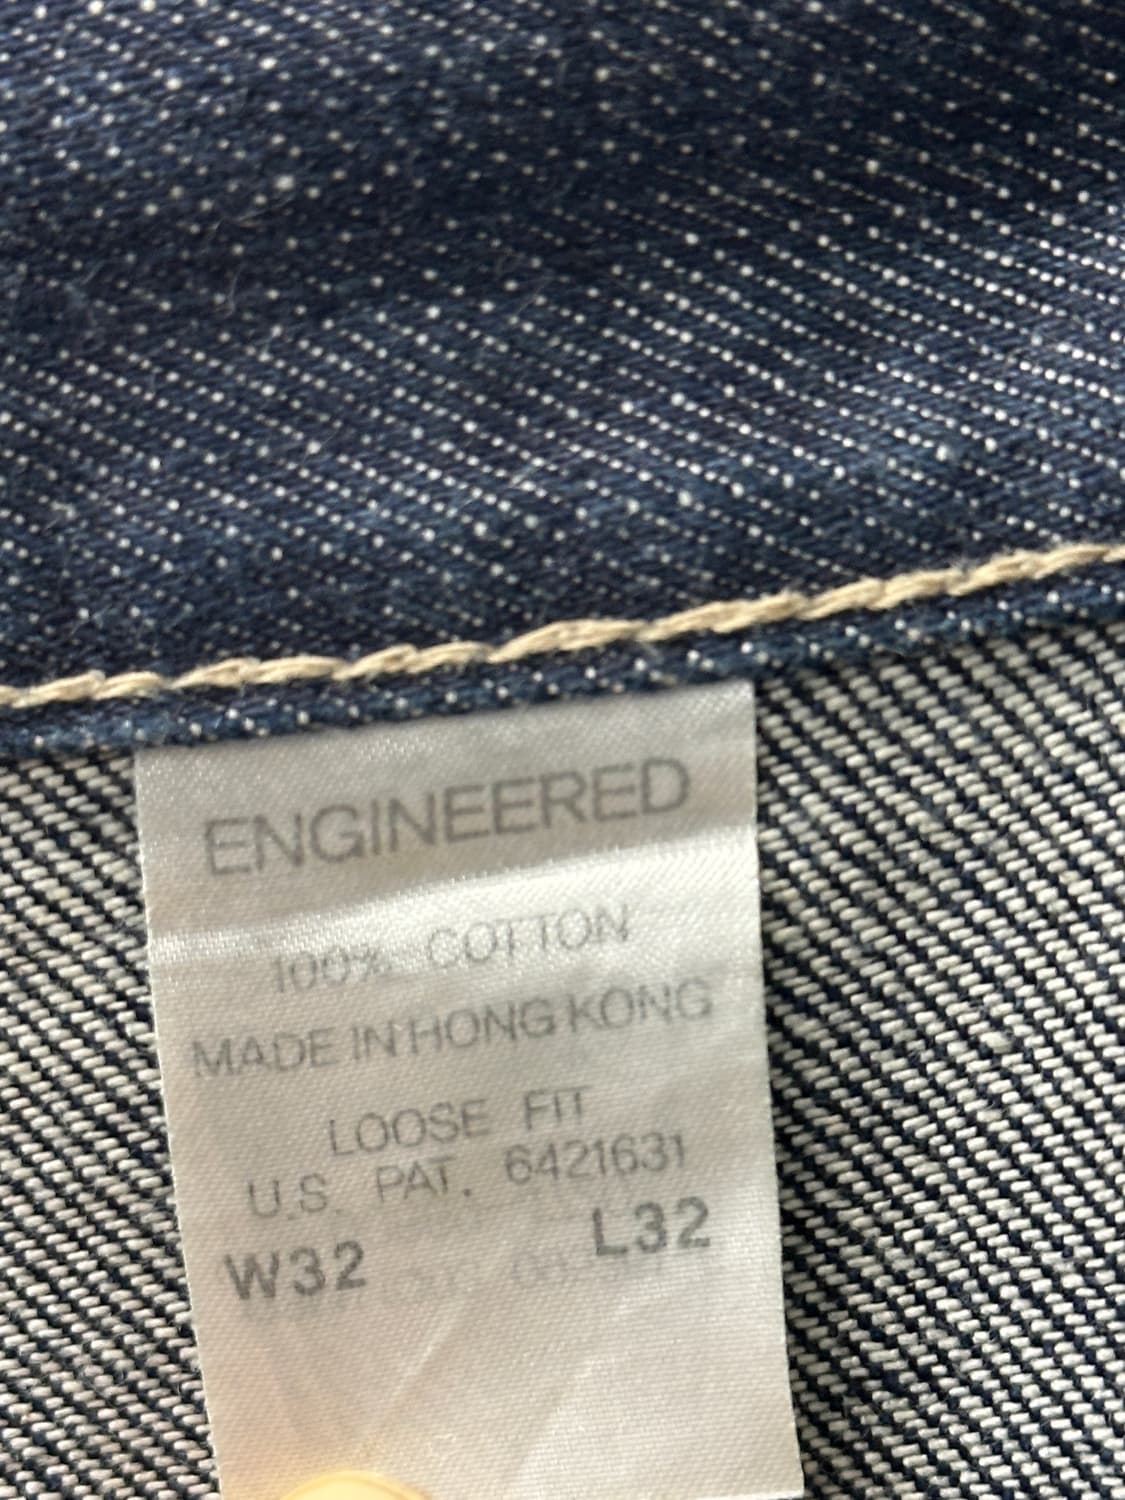 ENGINEERED
100% COTTON
MADE IN HONG KONG
LOOSE FIT
U.S. PAT. 6421631
W32 L32